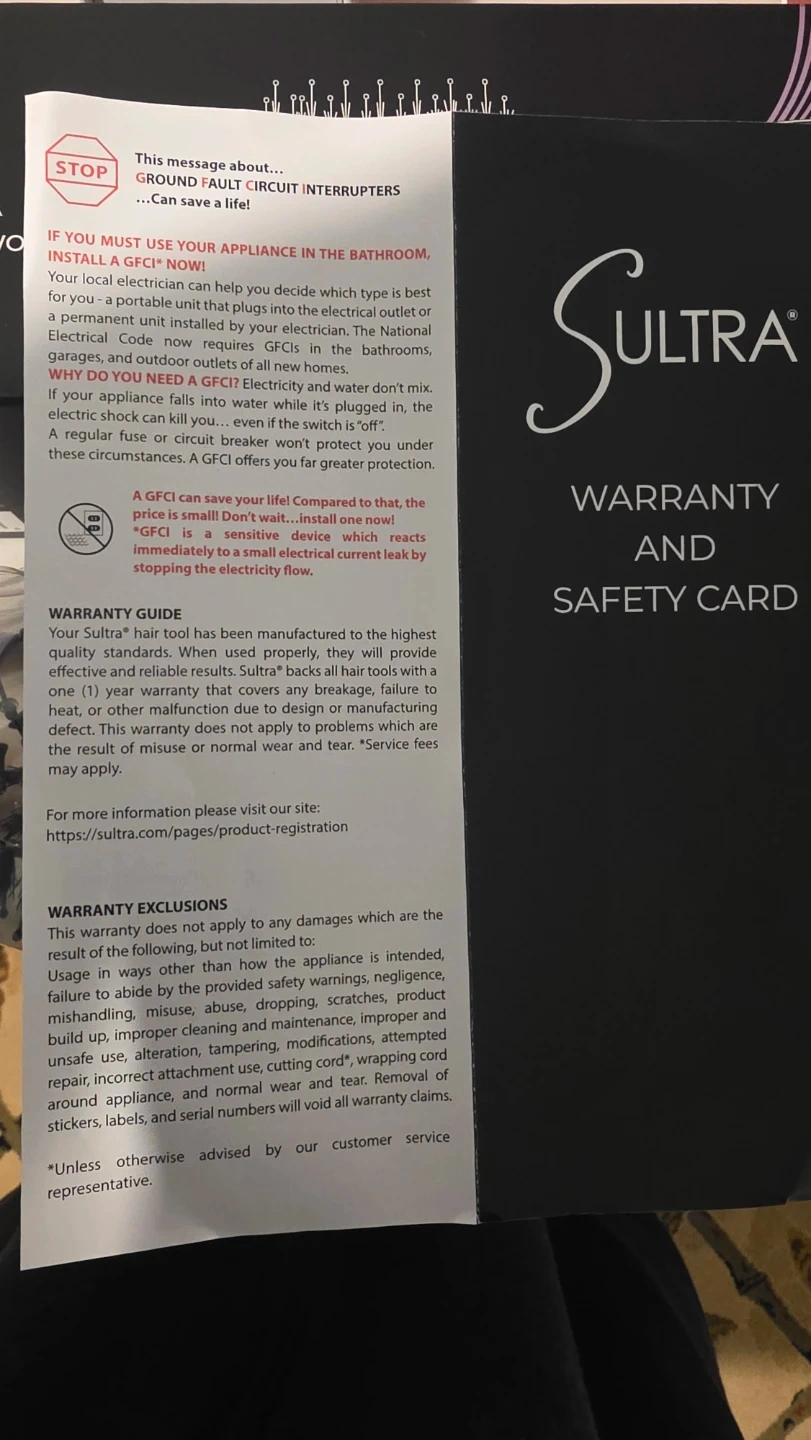 STOP
This message about...
GROUND FAULT CIRCUIT INTERRUPTERS
...Can save a life!
IF YOU MUST USE YOUR APPLIANCE IN THE BATHROOM,
INSTALL A GFCI* NOW!
Your local electrician can help you decide which type is best
for you - a portable unit that plugs into the electrical outlet or
a permanent unit installed by your electrician. The National
Electrical Code now requires GFCIs in the bathrooms,
garages, and outdoor outlets of all new homes.
WHY DO YOU NEED A GFCI? Electricity and water don't mix.
If your appliance falls into water while it's plugged in, the
electric shock can kill you... even if the switch is "off".
A regular fuse or circuit breaker won't protect you under
these circumstances. A GFCI offers you far greater protection.
A GFCI can save your life! Compared to that, the
price is small! Don't wait...install one now!
*GFCI is a sensitive device which reacts
immediately to a small electrical current leak by
stopping the electricity flow.
WARRANTY GUIDE
Your Sultra® hair tool has been manufactured to the highest
quality standards. When used properly, they will provide
effective and reliable results. Sultra® backs all hair tools with a
one (1) year warranty that covers any breakage, failure to
heat, or other malfunction due to design or manufacturing
defect. This warranty does not apply to problems which are
the result of misuse or normal wear and tear. *Service fees
may apply.
For more information please visit our site:
https://sultra.com/pages/product-registration
WARRANTY EXCLUSIONS
This warranty does not apply to any damages which are the
result of the following, but not limited to:
Usage in ways other than how the appliance is intended,
failure to abide by the provided safety warnings, negligence,
mishandling, misuse, abuse, dropping, scratches, product
build up, improper cleaning and maintenance, improper and
unsafe use, alteration, tampering, modifications, attempted
repair, incorrect attachment use, cutting cord*, wrapping cord
around appliance, and normal wear and tear. Removal of
stickers, labels, and serial numbers will void all warranty claims.
*Unless otherwise advised by our customer service
representative.
SULTRA®
WARRANTY
AND
SAFETY CARD